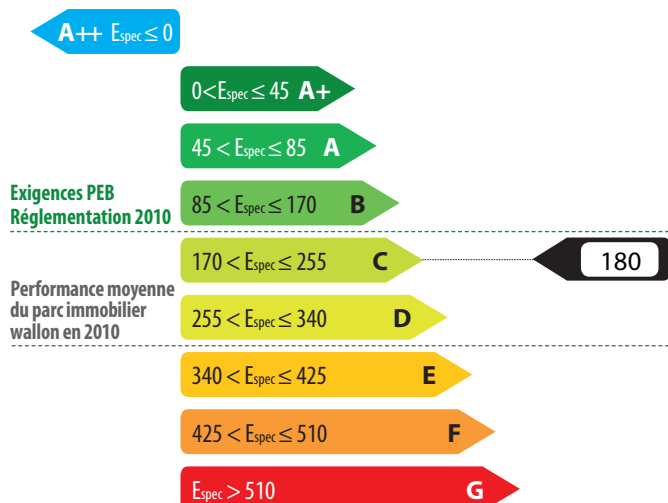 A++ Espec ≤ 0
0<Espec ≤ 45 A+
45 < Espec ≤ 85 A
Exigences PEB
Réglementation 2010
85 < Espec ≤ 170 B
170 < Espec ≤ 255 C
180
Performance moyenne
du parc immobilier
wallon en 2010
255 < Espec ≤ 340 D
340 < Espec ≤ 425 E
425 < Espec ≤ 510 F
Espec > 510 G